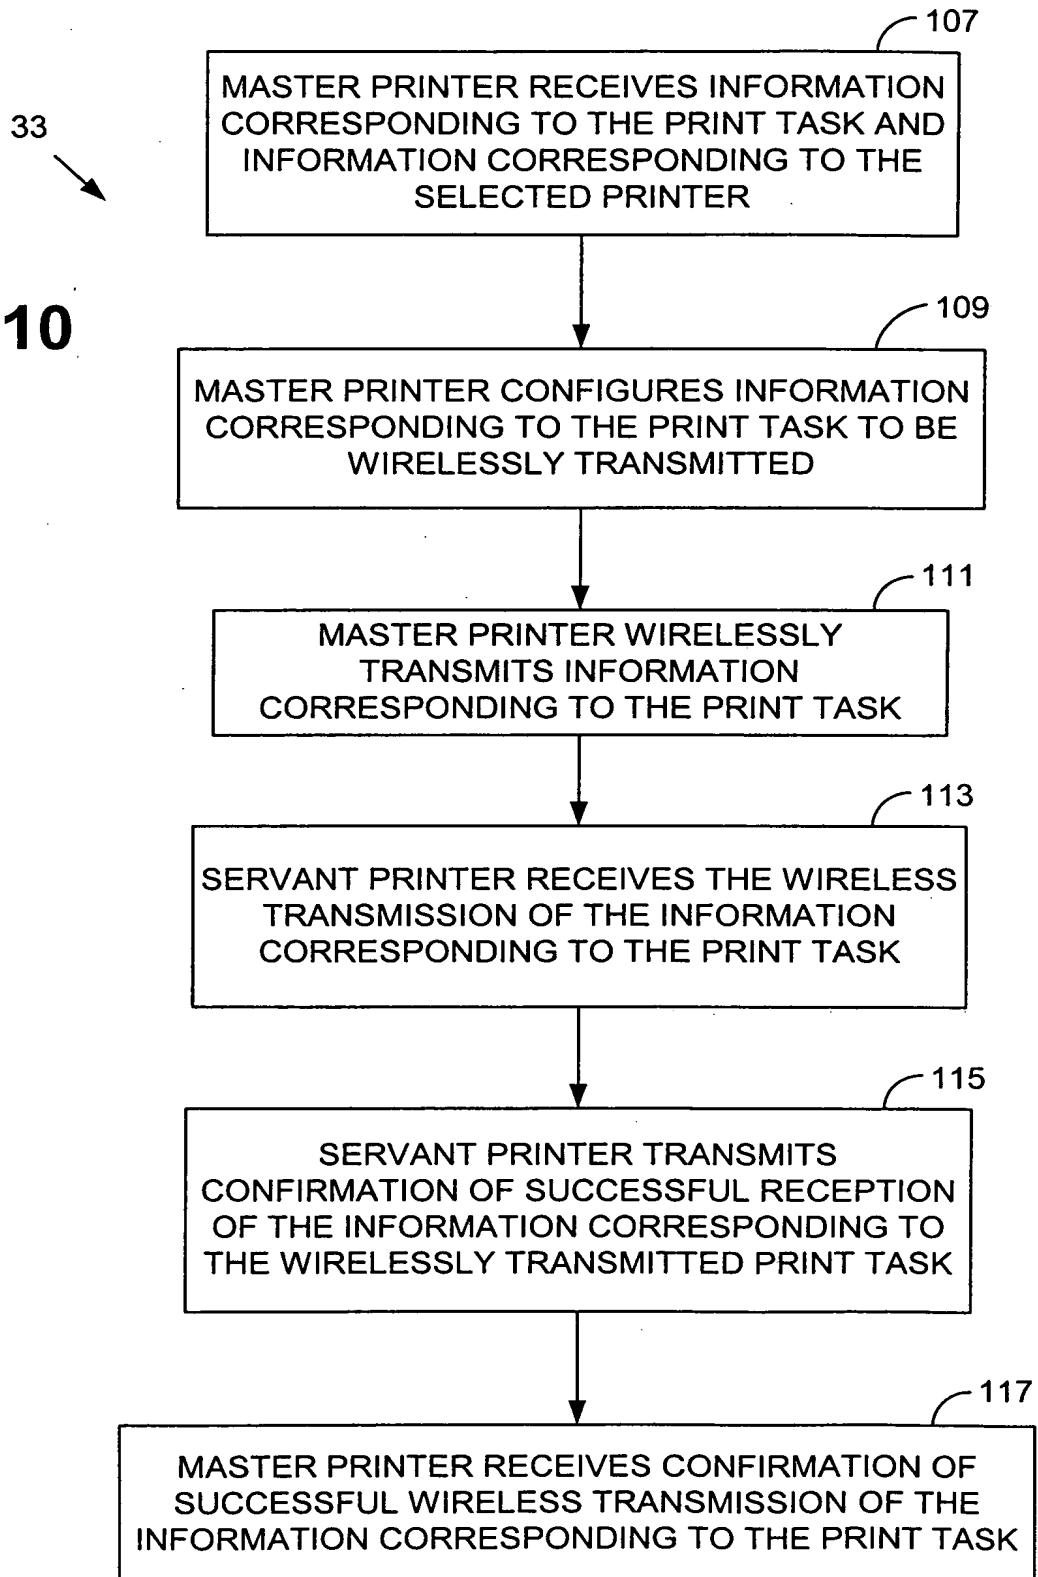 107
MASTER PRINTER RECEIVES INFORMATION
CORRESPONDING TO THE PRINT TASK AND
INFORMATION CORRESPONDING TO THE
SELECTED PRINTER
33
10
109
MASTER PRINTER CONFIGURES INFORMATION
CORRESPONDING TO THE PRINT TASK TO BE
WIRELESSLY TRANSMITTED
111
MASTER PRINTER WIRELESSLY
TRANSMITS INFORMATION
CORRESPONDING TO THE PRINT TASK
113
SERVANT PRINTER RECEIVES THE WIRELESS
TRANSMISSION OF THE INFORMATION
CORRESPONDING TO THE PRINT TASK
115
SERVANT PRINTER TRANSMITS
CONFIRMATION OF SUCCESSFUL RECEPTION
OF THE INFORMATION CORRESPONDING TO
THE WIRELESSLY TRANSMITTED PRINT TASK
117
MASTER PRINTER RECEIVES CONFIRMATION OF
SUCCESSFUL WIRELESS TRANSMISSION OF THE
INFORMATION CORRESPONDING TO THE PRINT TASK